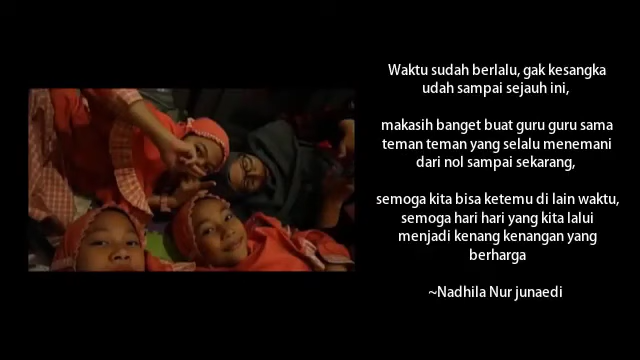 Waktu sudah berlalu, gak kesangka
udah sampai sejauh ini,
makasih banget buat guru guru sama
teman teman yang selalu menemani
dari nol sampai sekarang,
semoga kita bisa ketemu di lain waktu,
semoga hari hari yang kita lalui
menjadi kenang kenangan yang
berharga
~Nadhila Nur junaedi